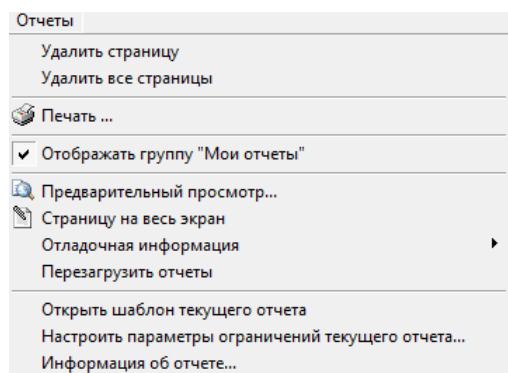 Отчеты
Удалить страницу
Удалить все страницы
Печать ...
Отображать группу "Мои отчеты"
Предварительный просмотр...
Страницу на весь экран
Отладочная информация
Перезагрузить отчеты
Открыть шаблон текущего отчета
Настроить параметры ограничений текущего отчета...
Информация об отчете...